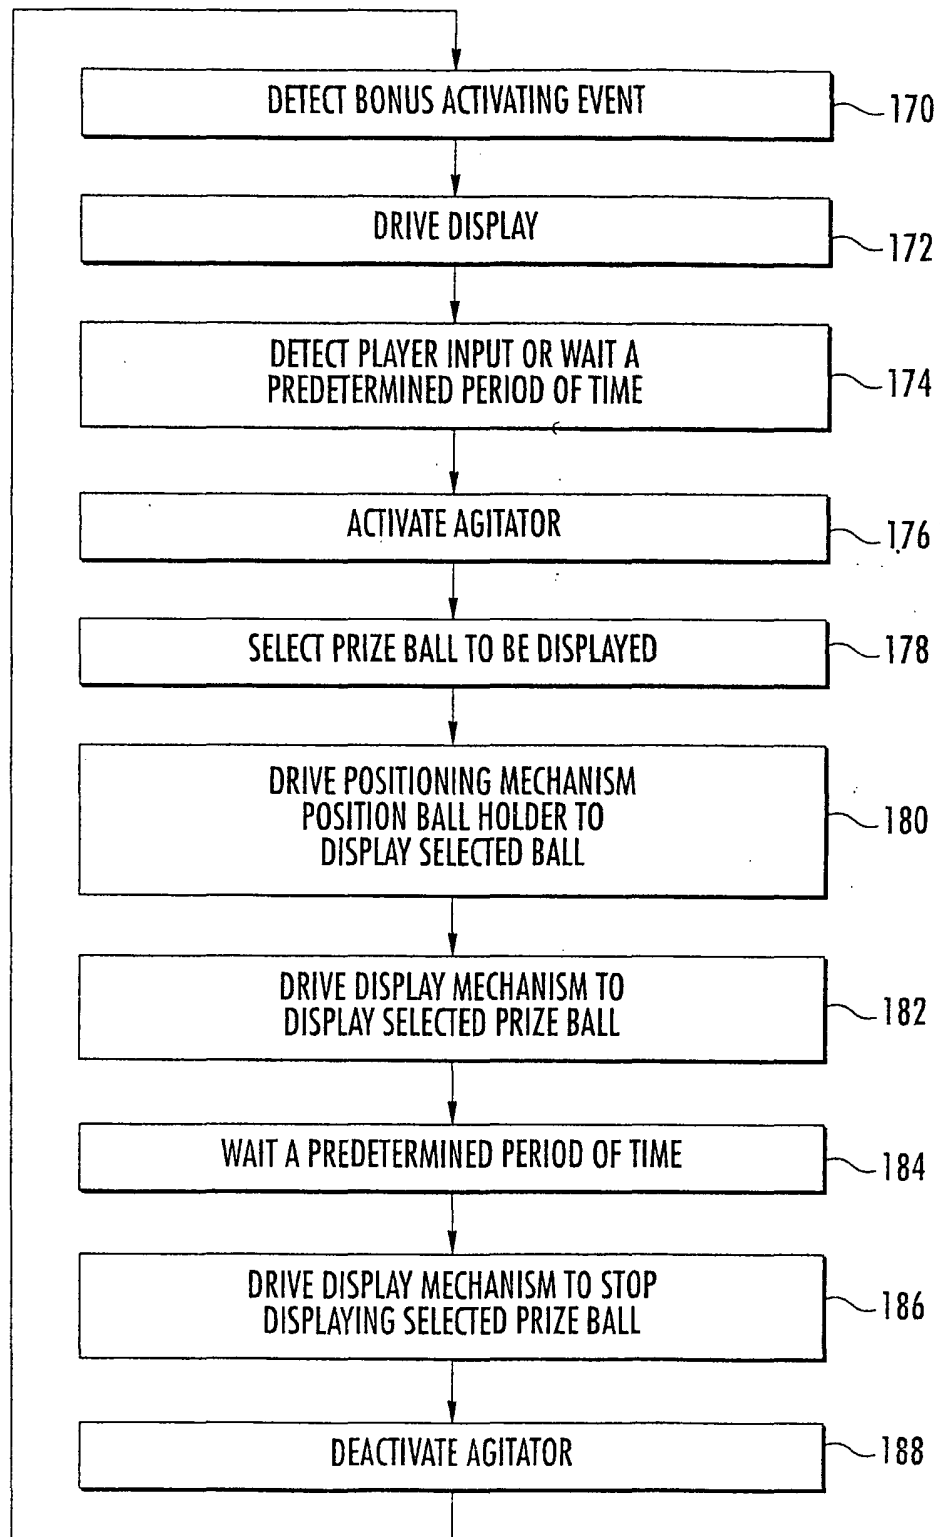 DETECT BONUS ACTIVATING EVENT
170
DRIVE DISPLAY
172
DETECT PLAYER INPUT OR WAIT A
PREDETERMINED PERIOD OF TIME
174
ACTIVATE AGITATOR
176
SELECT PRIZE BALL TO BE DISPLAYED
178
DRIVE POSITIONING MECHANISM
POSITION BALL HOLDER TO
DISPLAY SELECTED BALL
180
DRIVE DISPLAY MECHANISM TO
DISPLAY SELECTED PRIZE BALL
182
WAIT A PREDETERMINED PERIOD OF TIME
184
DRIVE DISPLAY MECHANISM TO STOP
DISPLAYING SELECTED PRIZE BALL
186
DEACTIVATE AGITATOR
188